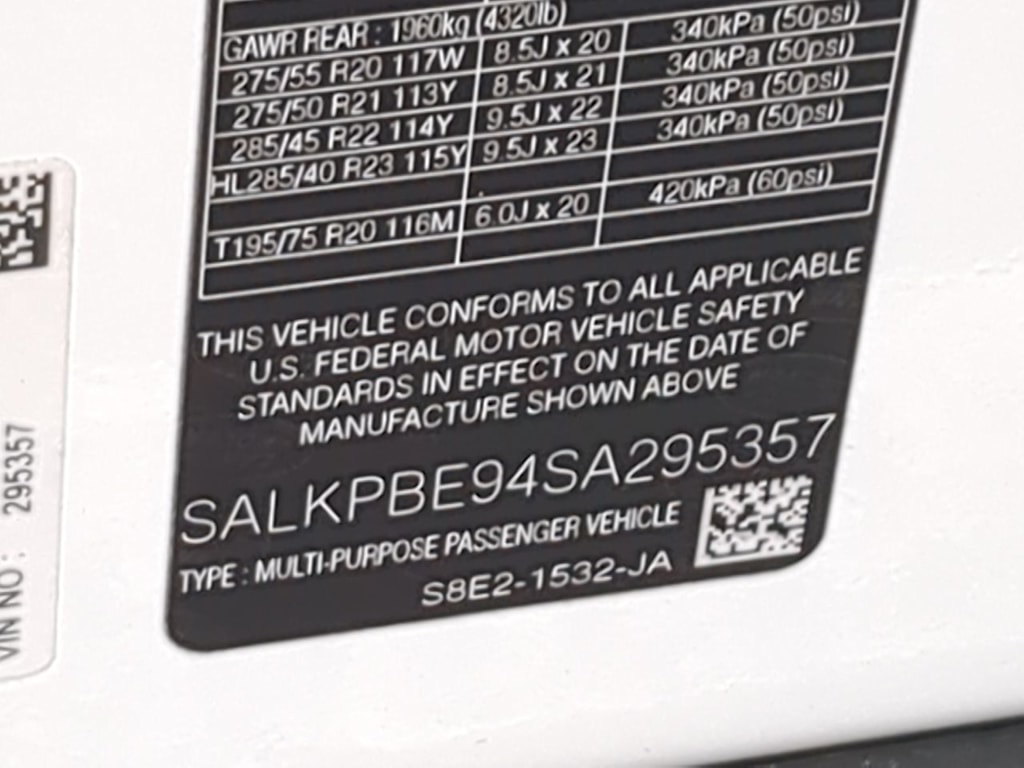 GAWR REAR : 1960kg (4320lb)
275/55 R20 117W 8.5J x 20 340kPa (50psi)
275/50 R21 113Y 8.5J x 21 340kPa (50psi)
285/45 R22 114Y 9.5J x 22 340kPa (50psi)
HL285/40 R23 115Y 9.5J x 23 340kPa (50psi)
T195/75 R20 116M 6.0J x 20 420kPa (60psi)
THIS VEHICLE CONFORMS TO ALL APPLICABLE
U.S. FEDERAL MOTOR VEHICLE SAFETY
STANDARDS IN EFFECT ON THE DATE OF
MANUFACTURE SHOWN ABOVE
SALKPBE94SA295357
TYPE : MULTI-PURPOSE PASSENGER VEHICLE
S8E2-1532-JA
VIN NO : 295357